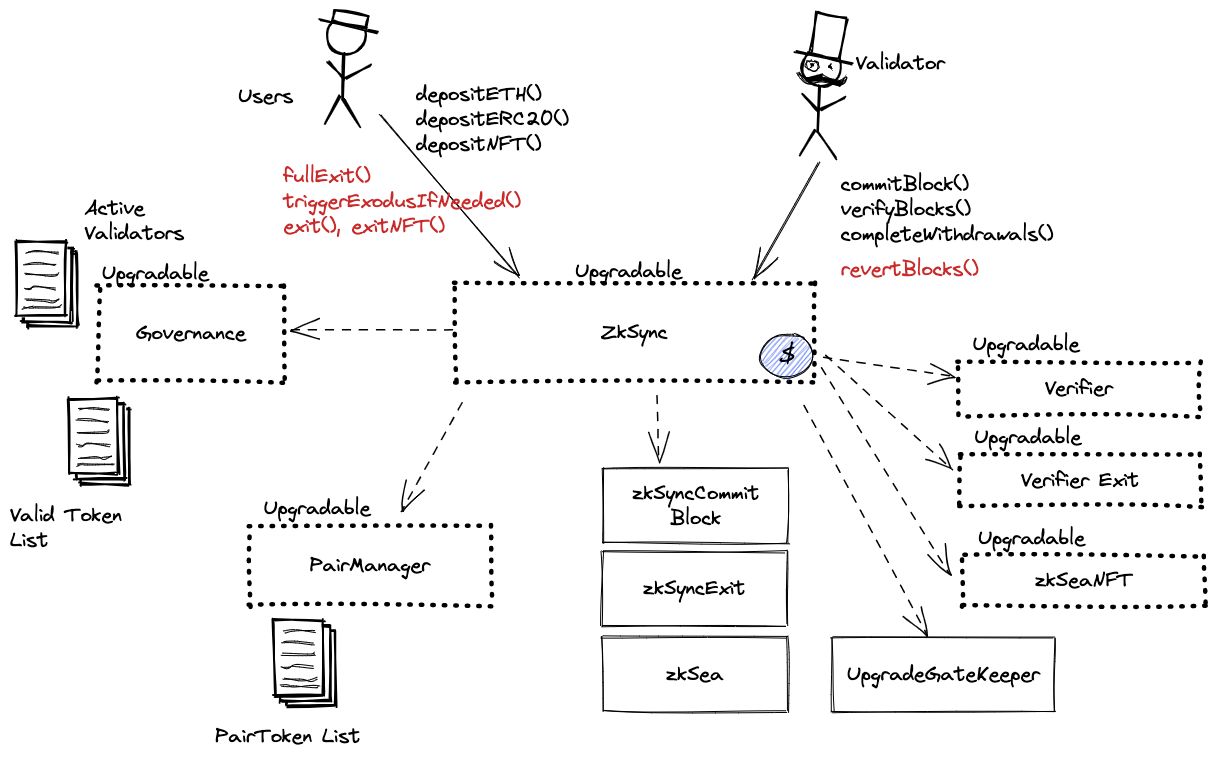 Validator
Users
depositETH()
depositERC20()
depositNFT()
fullExit()
triggerExodusIfNeeded()
exit(), exitNFT()
commitBlock()
verifyBlocks()
completeWithdrawals()
revertBlocks()
Active
Validators
Upgradable
Governance
Upgradable
ZkSync
$
Valid Token
List
Upgradable
PairManager
PairToken List
zkSyncCommit
Block
zkSyncExit
zkSea
Upgradable
Verifier
Upgradable
Verifier Exit
Upgradable
zkSeaNFT
UpgradeGateKeeper